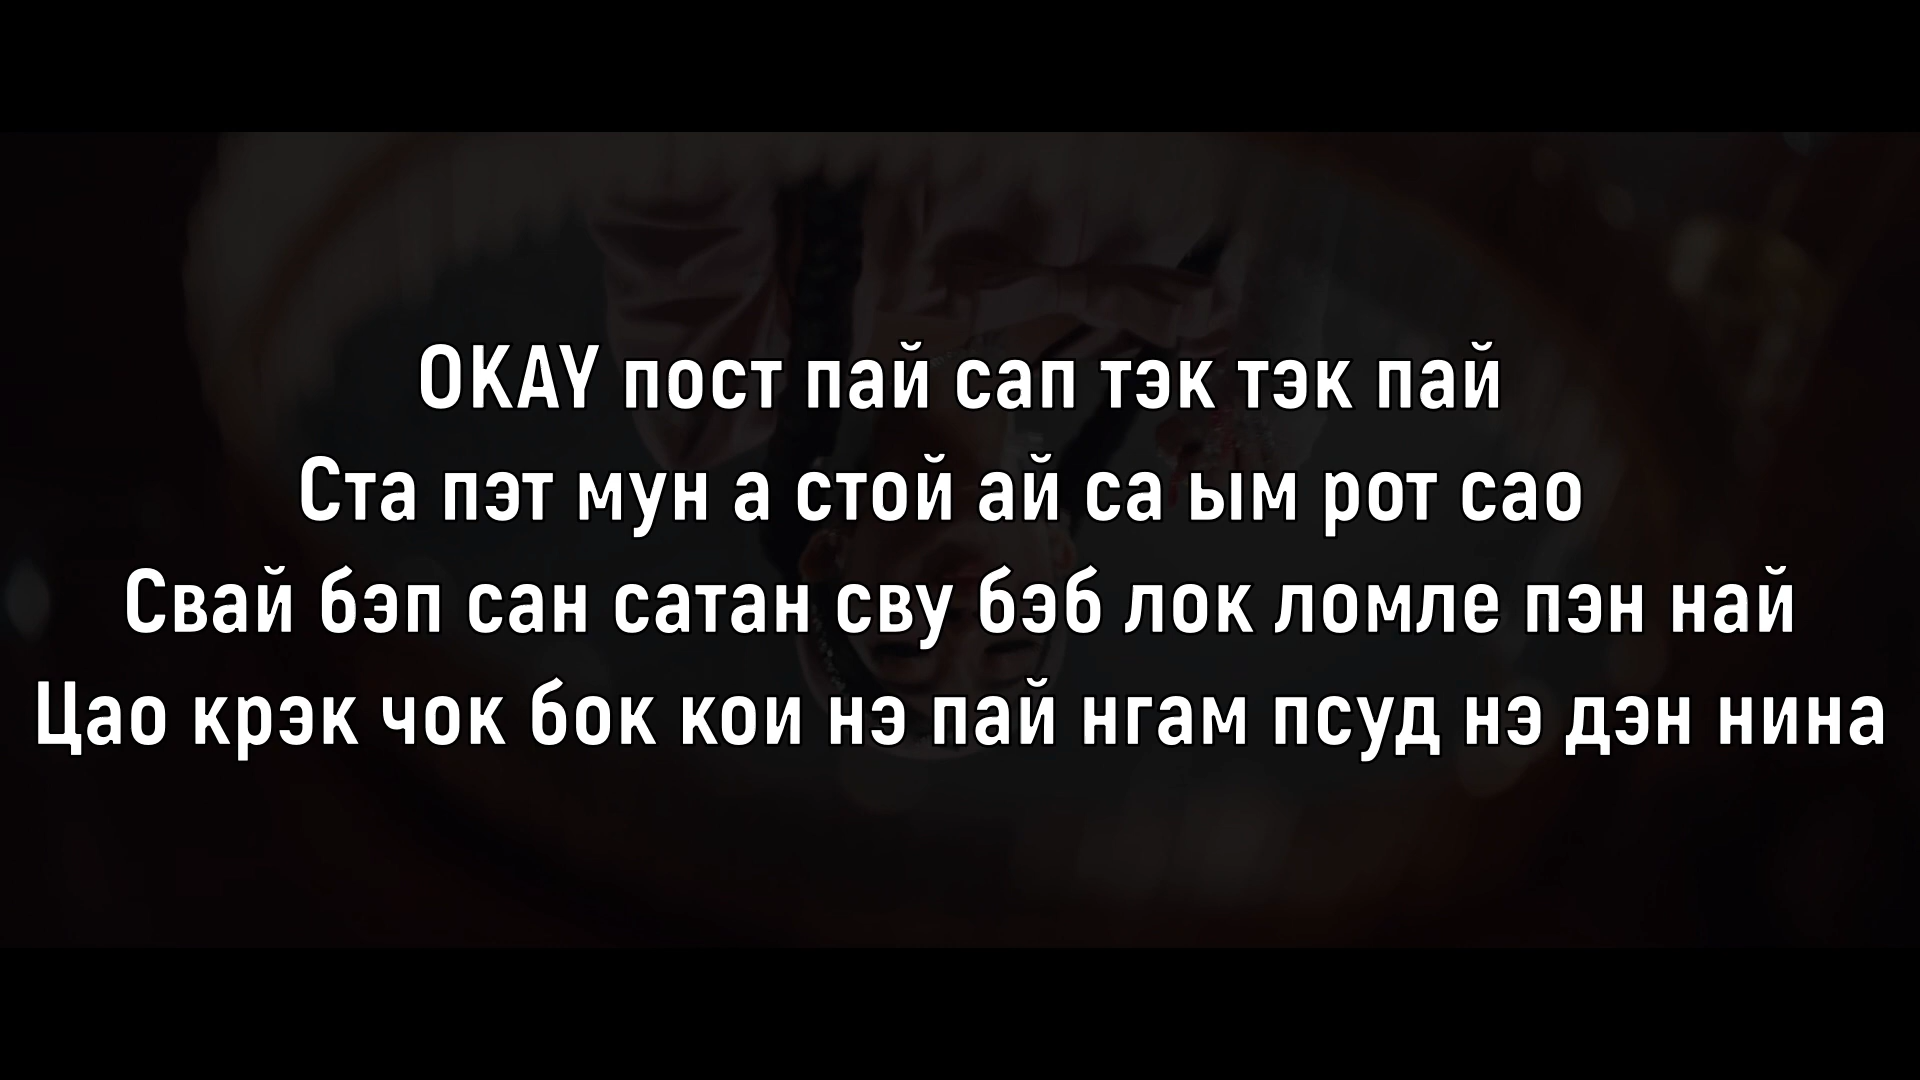 OKAY пост пай сап тэк тэк пай
Ста пэт мун а стой ай са ым рот сао
Свай бэп сан сатан сву бэб лок ломле пэн най
Цао крэк чок бок кои нэ пай нгам псуд нэ дэн нина